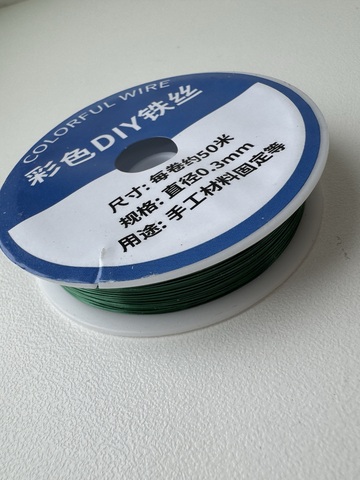 COLORFUL WIRE
彩色DIY铁丝
尺寸: 每卷约50米
规格: 直径0.3mm
用途: 手工材料固定等